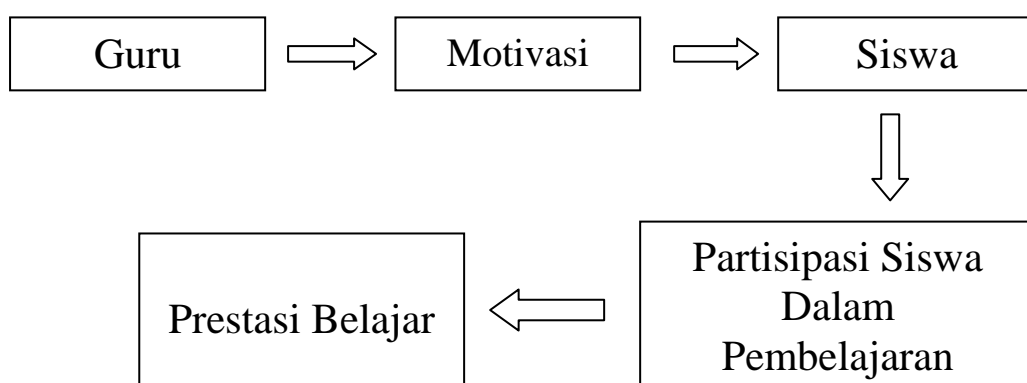 Guru
Motivasi
Siswa
Partisipasi Siswa
Dalam
Pembelajaran
Prestasi Belajar